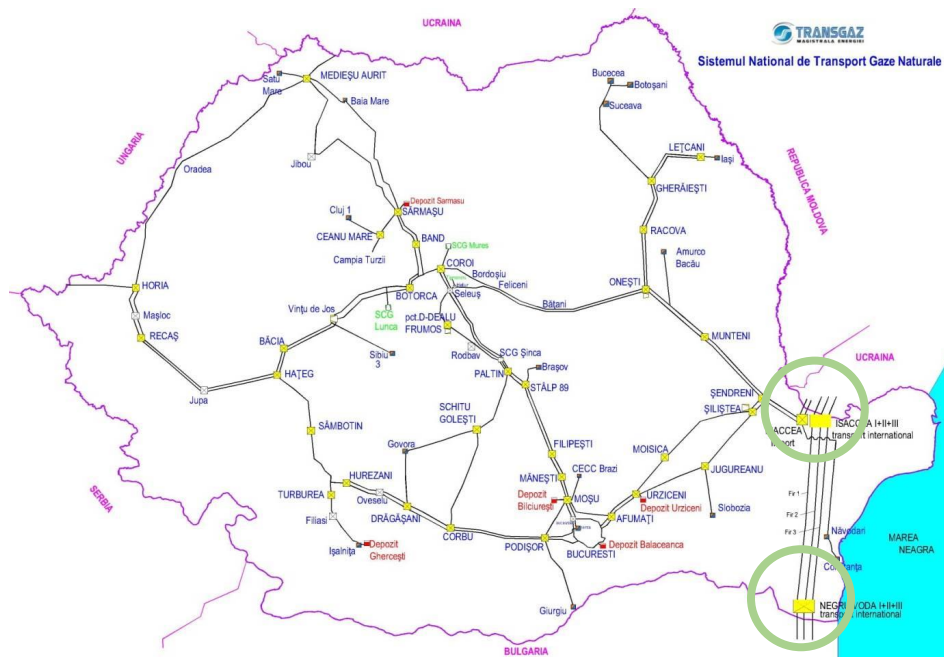 UCRAINA
TRANSGAZ
MAGISTRALA ENERGIEI
Sistemul National de Transport Gaze Naturale
Satu
Mare
MEDIEȘU AURIT
Baia Mare
Bucecea
Botoșani
Suceava
UNGARIA
Oradea
Jibou
LEȚCANI
Iași
GHERĂIEȘTI
REPUBLICA MOLDOVA
Depozit Sarmasu
SĂRMAȘU
Cluj 1
CEANU MARE
Campia Turzii
BAND
RACOVA
SCG Mures
COROI
Bordoșiu
Feliceni
Amurco
Bacău
ONEȘTI
HORIA
Mașloc
RECAȘ
BOTORCA
Seleuș
Bățani
Vințu de Jos
SCG
Lunca
pct.D-DEALU
FRUMOS
MUNTENI
BĂCIA
Sibiu
3
Rodbav
SCG Șinca
UCRAINA
HAȚEG
PALTIN
Brașov
STÂLP 89
ȘENDRENI
ȘILIȘTEA
Jupa
SCHITU
GOLEȘTI
ISACCEA I+II+III
transport international
SÂMBOTIN
Govora
FILIPEȘTI
MOISICA
JUGUREANU
SERBIA
HUREZANI
Oveselu
MĂNEȘTI
CECC Brazi
TURBUREA
Depozit
Bilciurești
MOȘU
URZICENI
Depozit Urziceni
Slobozia
Fir 1
Fir 2
Fir 3
Filiasi
DRĂGĂȘANI
CORBU
AFUMAȚI
Năvodari
Ișalnița
Depozit
Ghercești
PODIȘOR
BUCURESTI
Depozit Balaceanca
MAREA
NEAGRA
Constanța
Giurgiu
NEGRU VODA I+II+III
transport international
BULGARIA